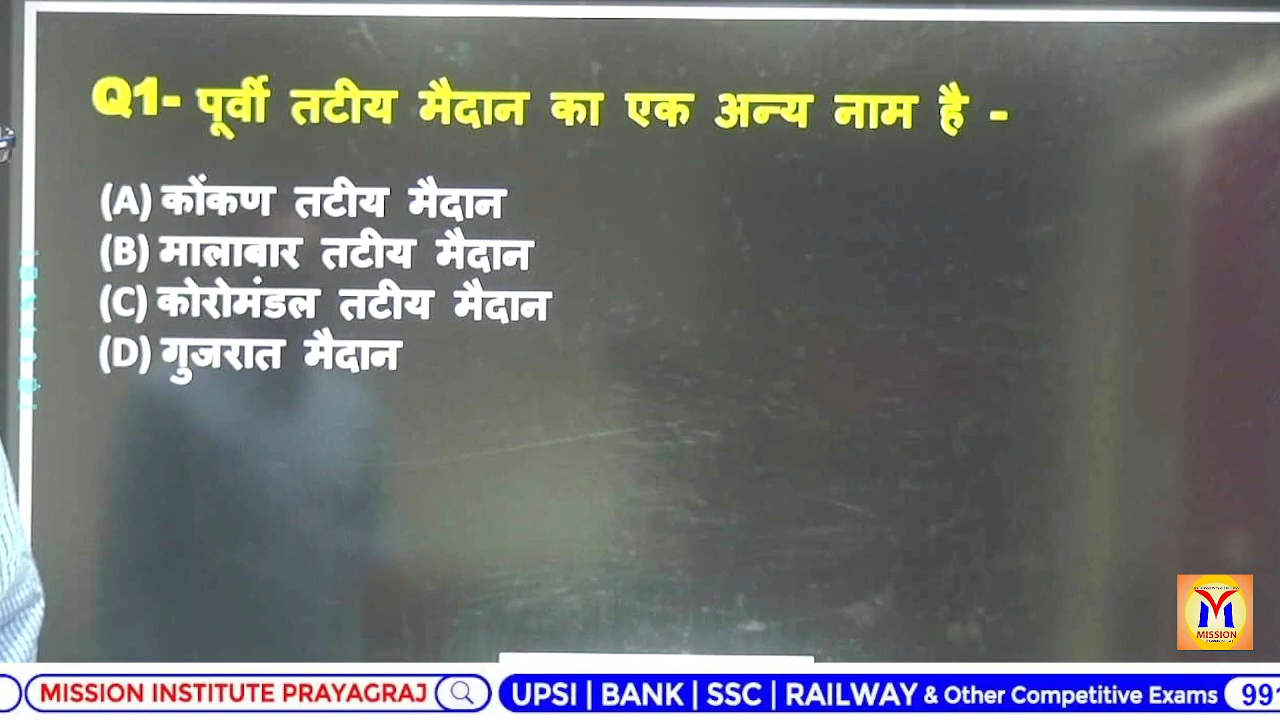 Q1- पूर्वी तटीय मैदान का एक अन्य नाम है -
(A) कोंकण तटीय मैदान
(B) मालाबार तटीय मैदान
(C) कोरोमंडल तटीय मैदान
(D) गुजरात मैदान
MISSION
MISSION INSTITUTE PRAYAGRAJ
UPSI | BANK | SSC | RAILWAY & Other Competitive Exams